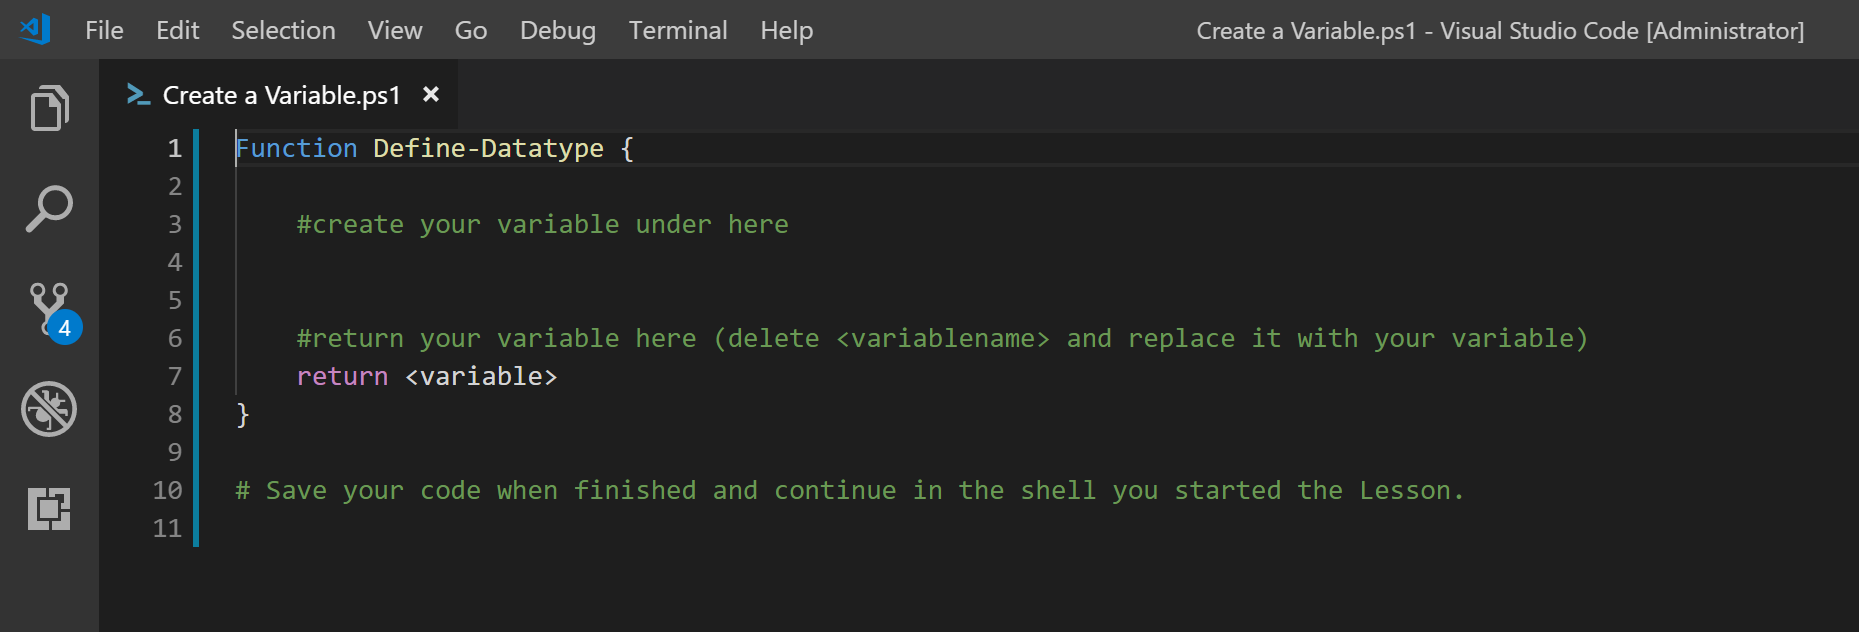 File Edit Selection View Go Debug Terminal Help Create a Variable.ps1 - Visual Studio Code [Administrator]
Create a Variable.ps1 ×
1 Function Define-Datatype {
2
3 #create your variable under here
4
5
6 #return your variable here (delete <variablename> and replace it with your variable)
7 return <variable>
8 }
9
10 # Save your code when finished and continue in the shell you started the Lesson.
11
4